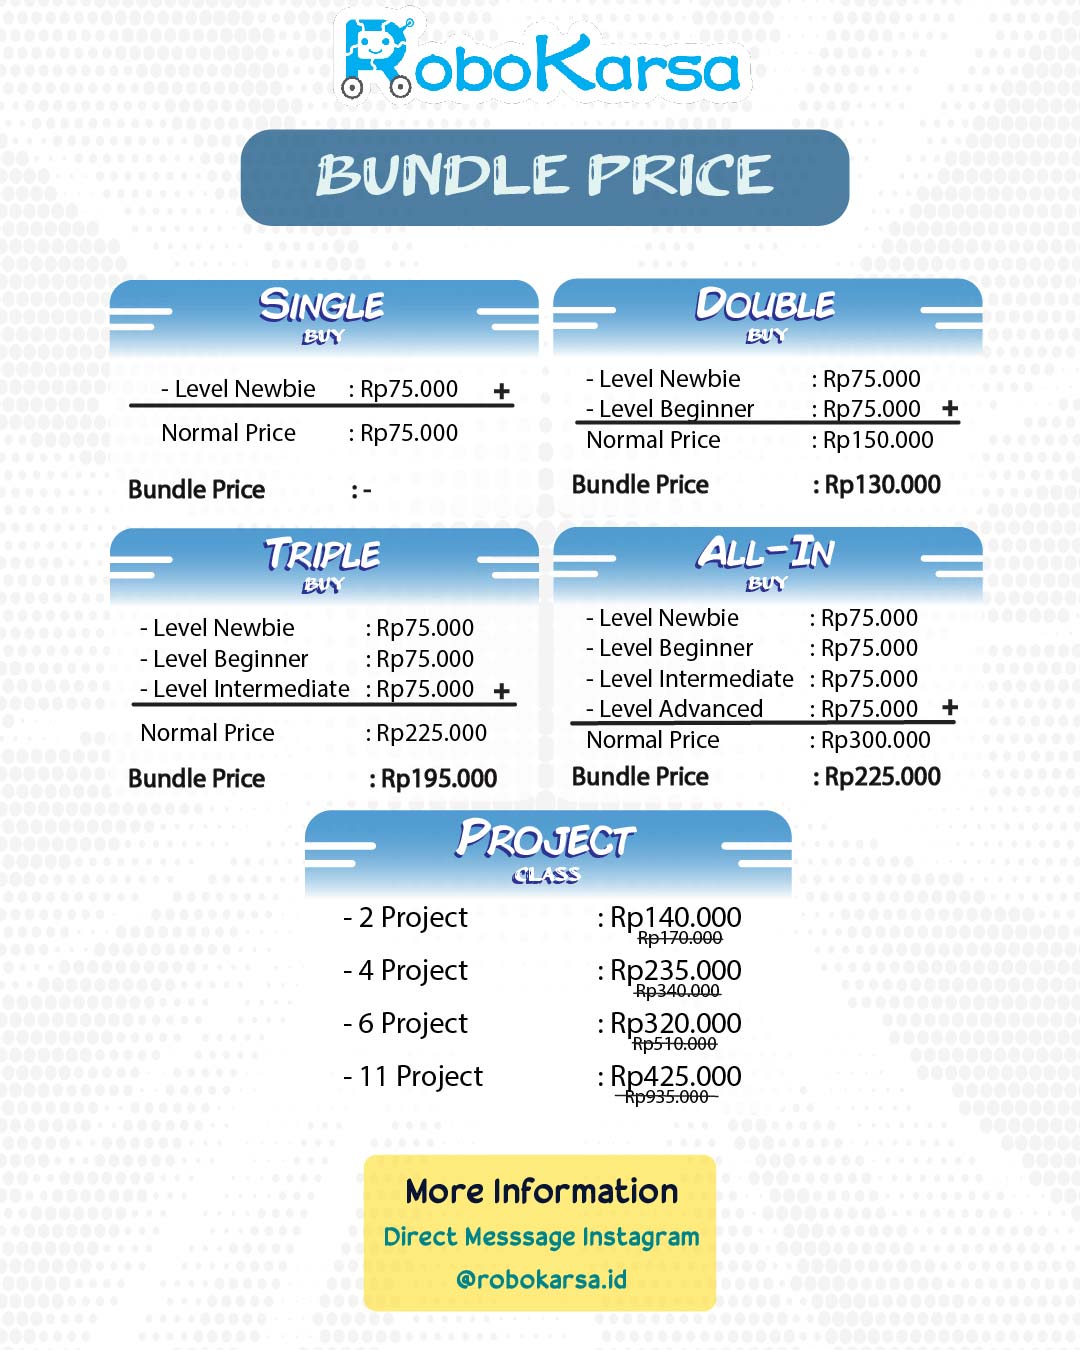 RoboKarsa
BUNDLE PRICE
SINGLE
BUY
- Level Newbie : Rp75.000 +
Normal Price : Rp75.000
Bundle Price : -
DOUBLE
BUY
- Level Newbie : Rp75.000
- Level Beginner : Rp75.000 +
Normal Price : Rp150.000
Bundle Price : Rp130.000
TRIPLE
BUY
- Level Newbie : Rp75.000
- Level Beginner : Rp75.000
- Level Intermediate : Rp75.000 +
Normal Price : Rp225.000
Bundle Price : Rp195.000
ALL-IN
BUY
- Level Newbie : Rp75.000
- Level Beginner : Rp75.000
- Level Intermediate : Rp75.000
- Level Advanced : Rp75.000 +
Normal Price : Rp300.000
Bundle Price : Rp225.000
PROJECT
CLASS
- 2 Project : Rp140.000
Rp170.000
- 4 Project : Rp235.000
Rp340.000
- 6 Project : Rp320.000
Rp510.000
- 11 Project : Rp425.000
Rp935.000
More Information
Direct Messsage Instagram
@robokarsa.id